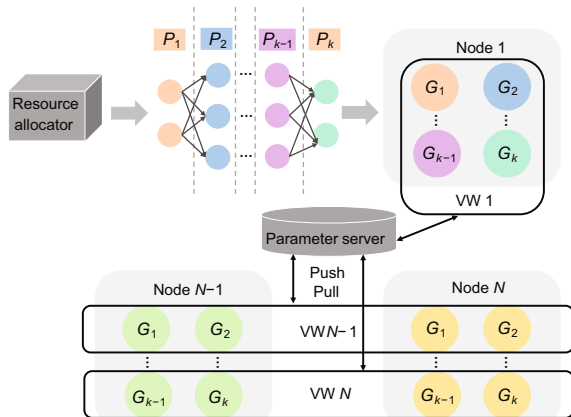 P1 P2 ... Pk−1 Pk
Resource
allocator
Node 1
G1 G2
... ...
Gk−1 Gk
VW 1
Parameter server
Push
Pull
Node N−1
Node N
G1 G2 VW N−1 G1 G2
... ... ... ...
Gk−1 Gk VW N Gk−1 Gk